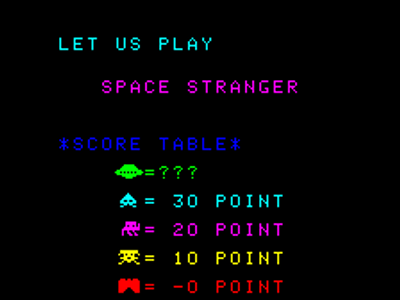 LET US PLAY
SPACE STRANGER
*SCORE TABLE*
=???
= 30 POINT
= 20 POINT
= 10 POINT
= -0 POINT